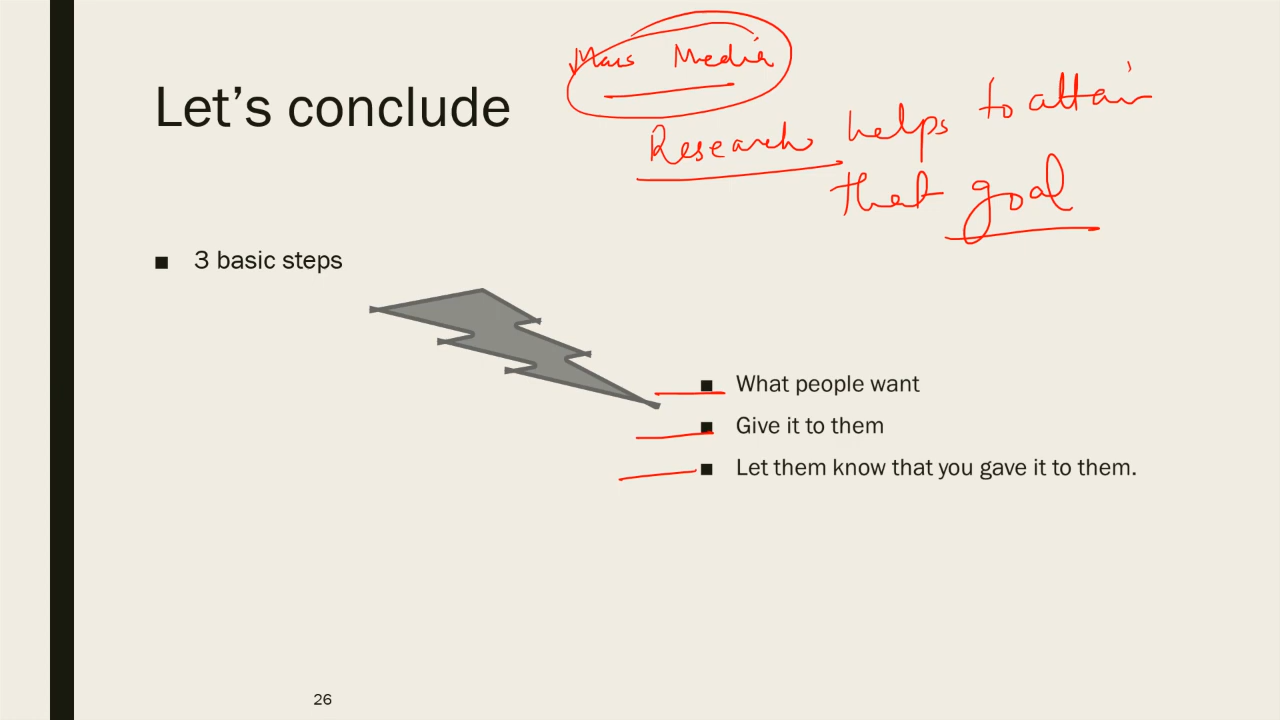 Mass Media
Let's conclude
Research helps to attain
that goal
3 basic steps
What people want
Give it to them
Let them know that you gave it to them.
26